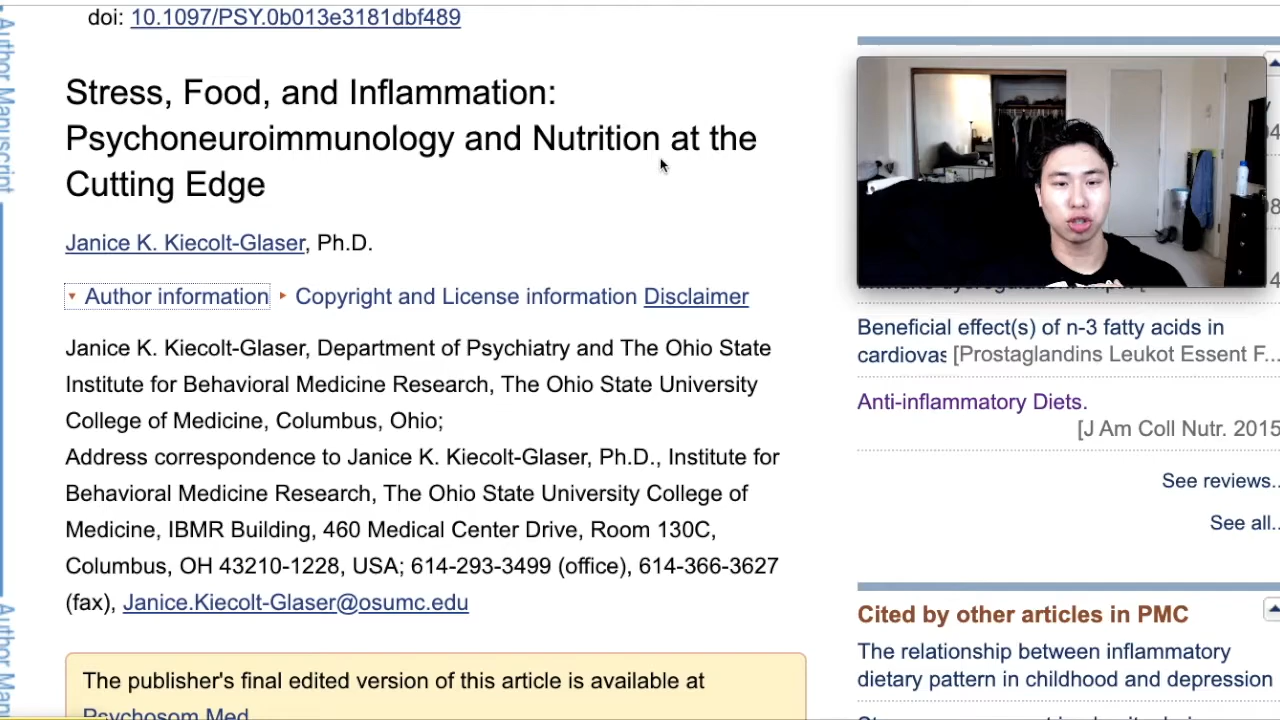 doi: 10.1097/PSY.0b013e3181dbf489
Stress, Food, and Inflammation:
Psychoneuroimmunology and Nutrition at the
Cutting Edge
Janice K. Kiecolt-Glaser, Ph.D.
Author information Copyright and License information Disclaimer
Janice K. Kiecolt-Glaser, Department of Psychiatry and The Ohio State
Institute for Behavioral Medicine Research, The Ohio State University
College of Medicine, Columbus, Ohio;
Address correspondence to Janice K. Kiecolt-Glaser, Ph.D., Institute for
Behavioral Medicine Research, The Ohio State University College of
Medicine, IBMR Building, 460 Medical Center Drive, Room 130C,
Columbus, OH 43210-1228, USA; 614-293-3499 (office), 614-366-3627
(fax), Janice.Kiecolt-Glaser@osumc.edu
The publisher's final edited version of this article is available at
Psychosom Med
Author Manuscript
Beneficial effect(s) of n-3 fatty acids in
cardiovas [Prostaglandins Leukot Essent F...
Anti-inflammatory Diets.
[J Am Coll Nutr. 2015
See reviews..
See all..
Cited by other articles in PMC
The relationship between inflammatory
dietary pattern in childhood and depression